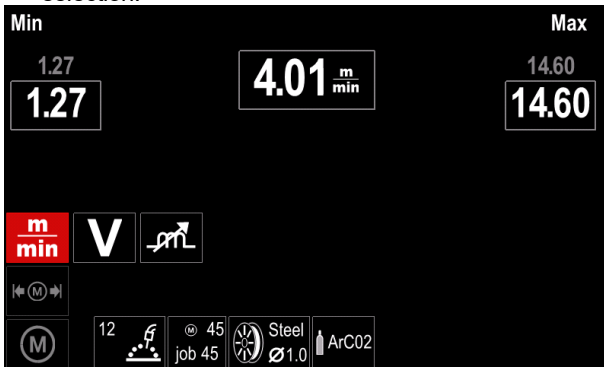 selection.
Min
Max
1.27
14.60
1.27
4.01 m/min
14.60
m/min
V
M
M
12
M 45
job 45
Steel
Ø1.0
ArC02